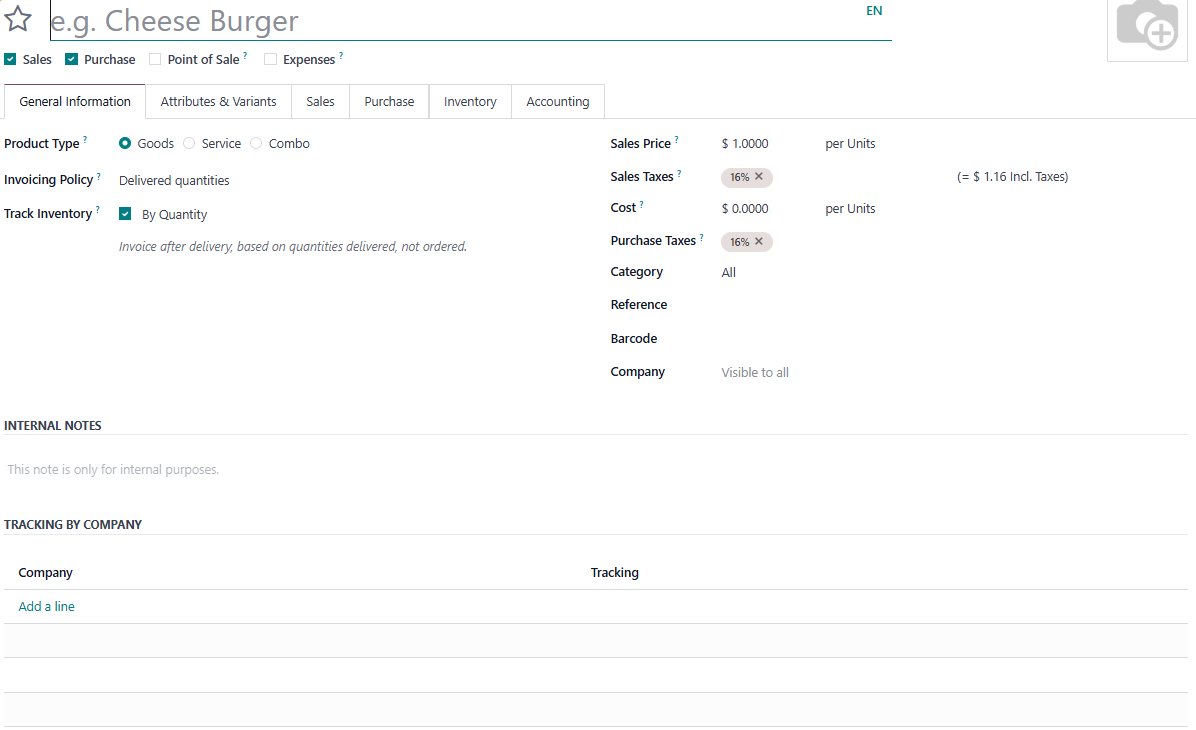 e.g. Cheese Burger EN
Sales Purchase Point of Sale ? Expenses ?
General Information Attributes & Variants Sales Purchase Inventory Accounting
Product Type ? Goods Service Combo Sales Price ? $ 1.0000 per Units
Invoicing Policy ? Delivered quantities Sales Taxes ? 16% × (= $ 1.16 Incl. Taxes)
Track Inventory ? By Quantity Cost ? $ 0.0000 per Units
Invoice after delivery, based on quantities delivered, not ordered. Purchase Taxes ? 16% ×
Category All
Reference
Barcode
Company Visible to all
INTERNAL NOTES
This note is only for internal purposes.
TRACKING BY COMPANY
Company Tracking
Add a line